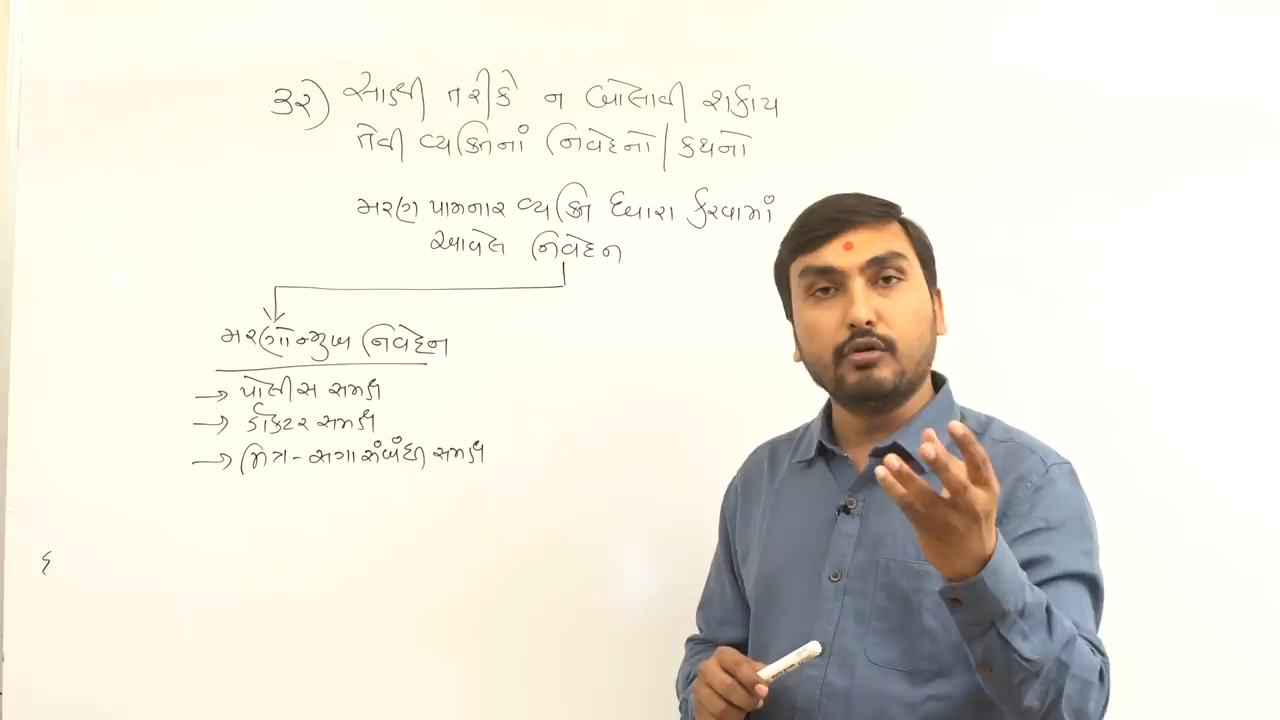 ૩૨) સાક્ષી તરીકે ન બોલાવી શકાય
તેવી વ્યક્તિનાં નિવેદનો / કથનો
મરણ પામનાર વ્યક્તિ ધ્વારા કરવામાં
આવેલ નિવેદન
મરણોન્મુખ નિવેદન
→ પોલીસ સમક્ષ
→ ડૉક્ટર સમક્ષ
→ મિત્ર - સગાસંબંધી સમક્ષ